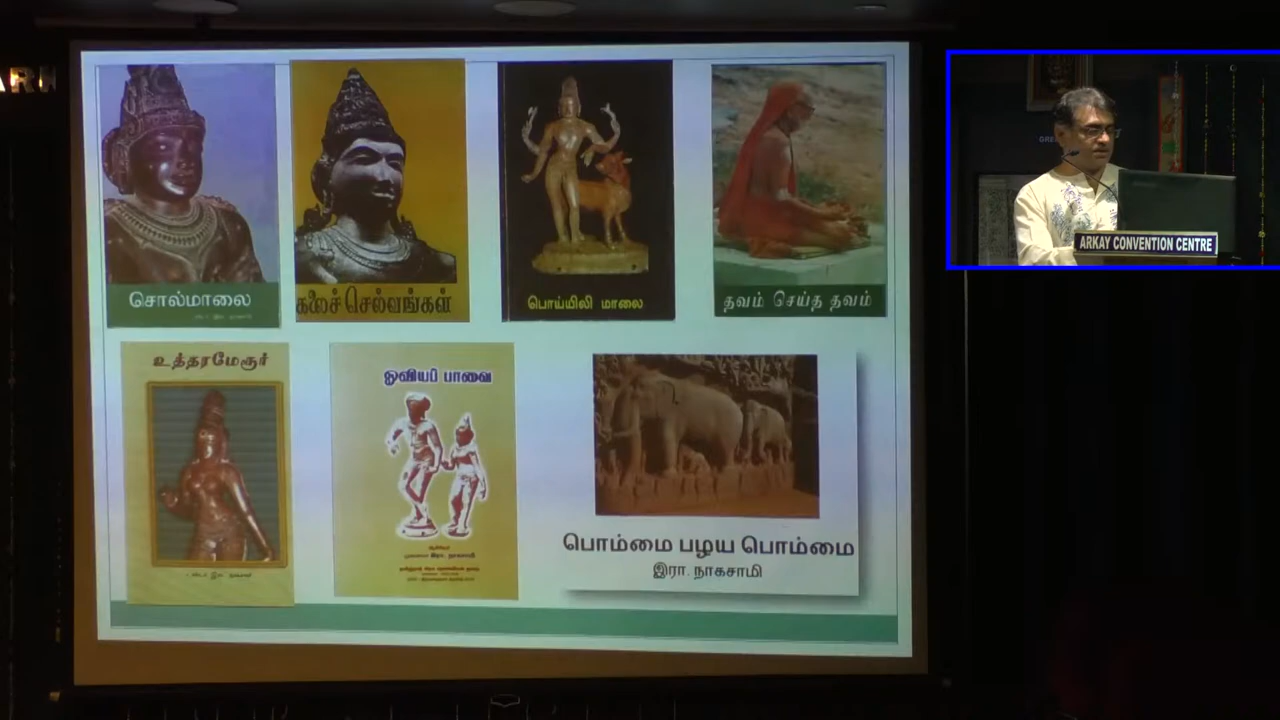 சொல்மாலை
கலைச் செல்வங்கள்
பொய்யிலி மாலை
தவம் செய்த தவம்
உத்தரமேரூர்
ஓவியப் பாவை
பொம்மை பழய பொம்மை
இரா. நாகசாமி
ARKAY CONVENTION CENTRE